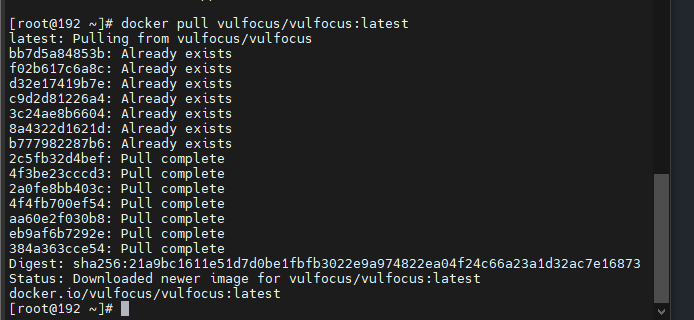 [root@192 ~]# docker pull vulfocus/vulfocus:latest
latest: Pulling from vulfocus/vulfocus
bb7d5a84853b: Already exists
f02b617c6a8c: Already exists
d32e17419b7e: Already exists
c9d2d81226a4: Already exists
3c24ae8b6604: Already exists
8a4322d1621d: Already exists
b777982287b6: Already exists
2c5fb32d4bef: Pull complete
4f3be23cccd3: Pull complete
2a0fe8bb403c: Pull complete
4f4fb700ef54: Pull complete
aa60e2f030b8: Pull complete
eb9af6b7292e: Pull complete
384a363cce54: Pull complete
Digest: sha256:21a9bc1611e51d7d0be1fbfb3022e9a974822ea04f24c66a23a1d32ac7e16873
Status: Downloaded newer image for vulfocus/vulfocus:latest
docker.io/vulfocus/vulfocus:latest
[root@192 ~]#